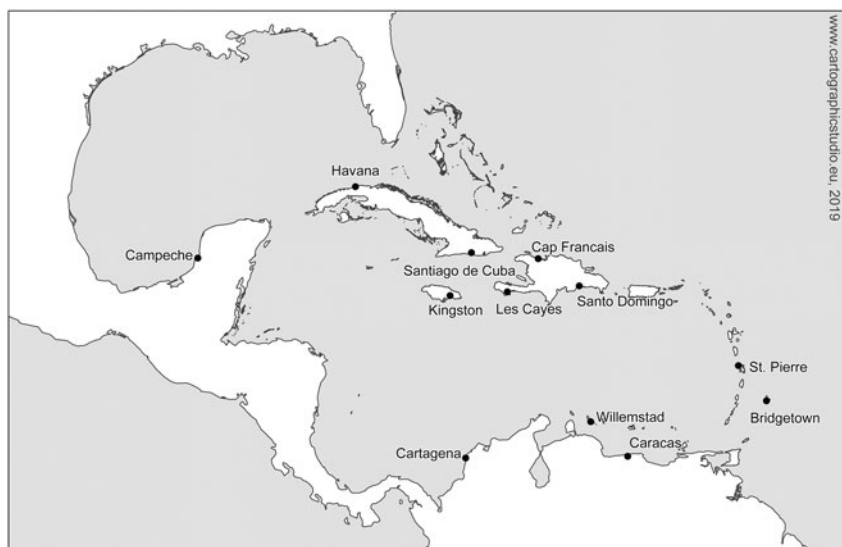 www.cartographicstudio.eu, 2019
Havana
Campeche
Cap Francais
Santiago de Cuba
Kingston
Les Cayes
Santo Domingo
St. Pierre
Bridgetown
Willemstad
Caracas
Cartagena